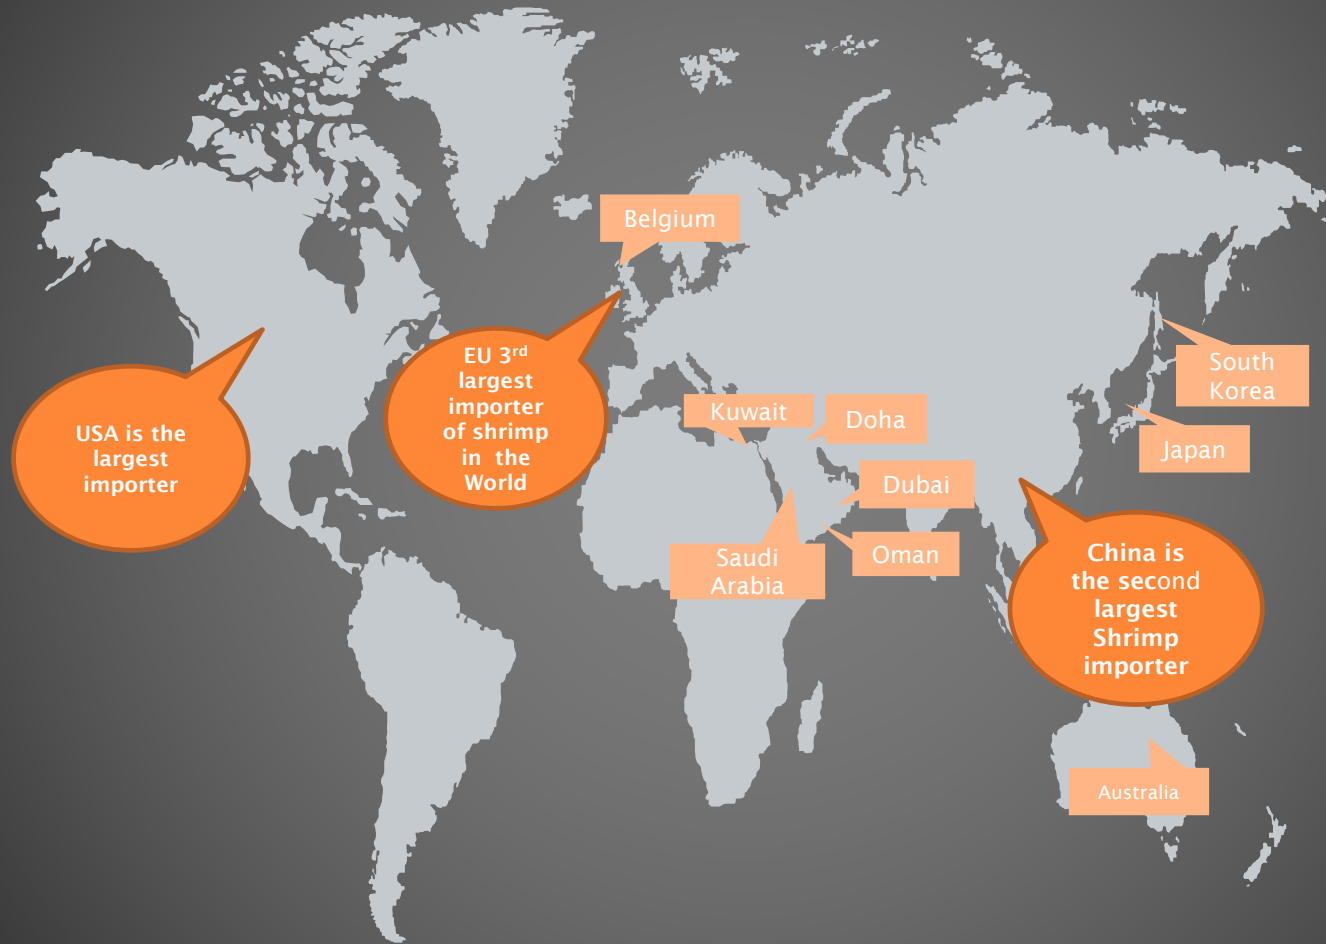 Belgium
EU 3rd
largest
importer
of shrimp
in the
World
USA is the
largest
importer
South
Korea
Kuwait
Doha
Japan
Dubai
Saudi
Arabia
Oman
China is
the second
largest
Shrimp
importer
Australia